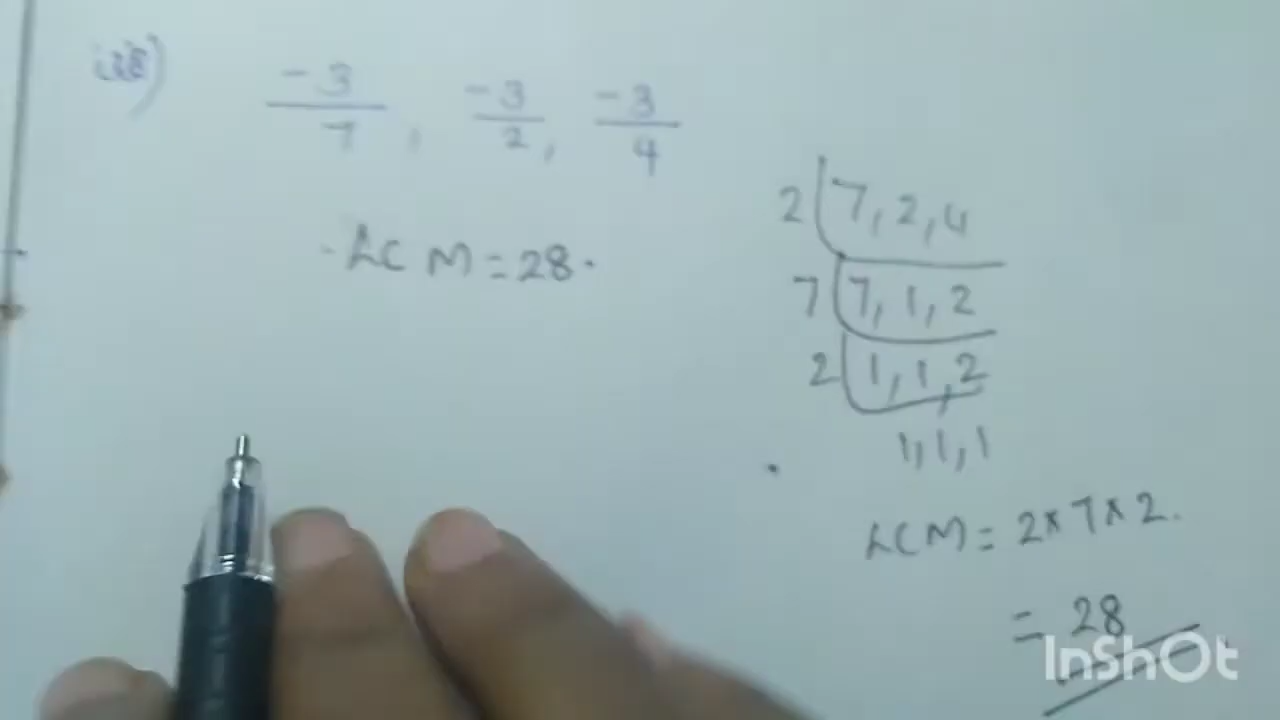 iii)
-3/7, -3/2, -3/4
LCM = 28.
2 | 7, 2, 4
7 | 7, 1, 2
2 | 1, 1, 2
1, 1, 1
LCM = 2 x 7 x 2.
= 28
InShOt